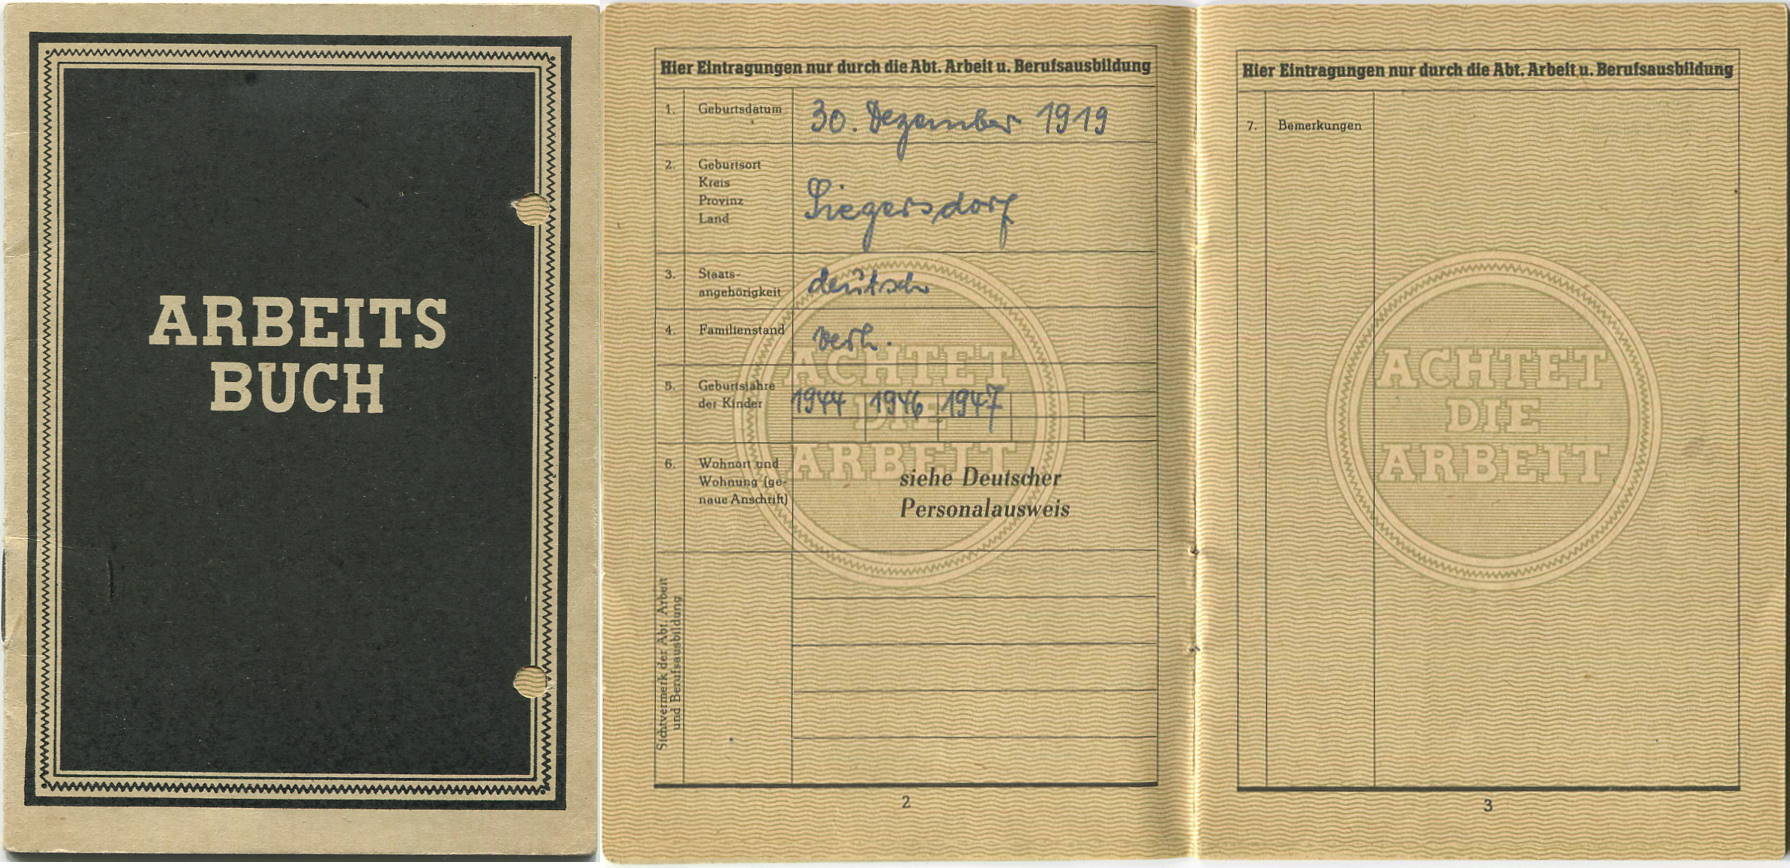 ARBEITS
BUCH
Hier Eintragungen nur durch die Abt. Arbeit u. Berufsausbildung
1. Geburtsdatum 30. Dezember 1919
2. Geburtsort
Kreis
Provinz
Land
Siegersdorf
3. Staats-
angehörigkeit
deutsch
4. Familienstand verh.
5. Geburtsjahre
der Kinder
1944 1946 1947
6. Wohnort und
Wohnung (ge-
naue Anschrift)
siehe Deutscher
Personalausweis
Sichtvermerk der Abt. Arbeit
und Berufsausbildung
ACHTET
DIE
ARBEIT
2
Hier Eintragungen nur durch die Abt. Arbeit u. Berufsausbildung
7. Bemerkungen
ACHTET
DIE
ARBEIT
3